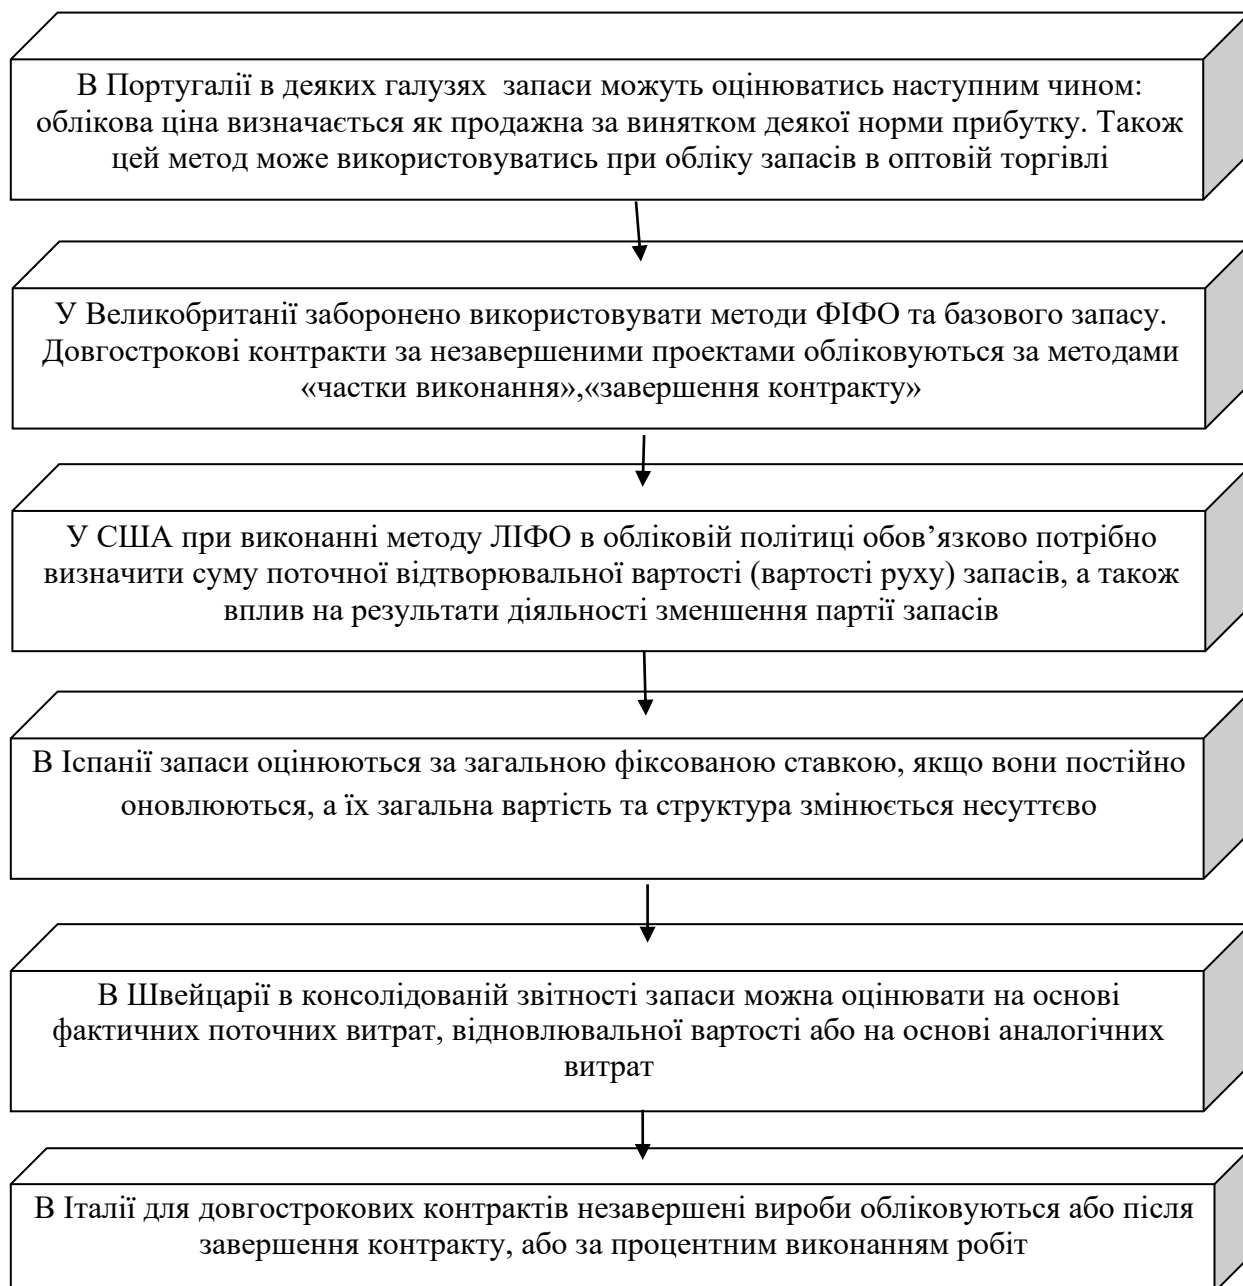 В Португалії в деяких галузях  запаси можуть оцінюватись наступним чином:
облікова ціна визначається як продажна за винятком деякої норми прибутку. Також
цей метод може використовуватись при обліку запасів в оптовій торгівлі
У Великобританії заборонено використовувати методи ФІФО та базового запасу.
Довгострокові контракти за незавершеними проектами обліковуються за методами
«частки виконання»,«завершення контракту»
У США при виконанні методу ЛІФО в обліковій політиці обов’язково потрібно
визначити суму поточної відтворювальної вартості (вартості руху) запасів, а також
вплив на результати діяльності зменшення партії запасів
В Іспанії запаси оцінюються за загальною фіксованою ставкою, якщо вони постійно
оновлюються, а їх загальна вартість та структура змінюється несуттєво
В Швейцарії в консолідованій звітності запаси можна оцінювати на основі
фактичних поточних витрат, відновлювальної вартості або на основі аналогічних
витрат
В Італії для довгострокових контрактів незавершені вироби обліковуються або після
завершення контракту, або за процентним виконанням робіт